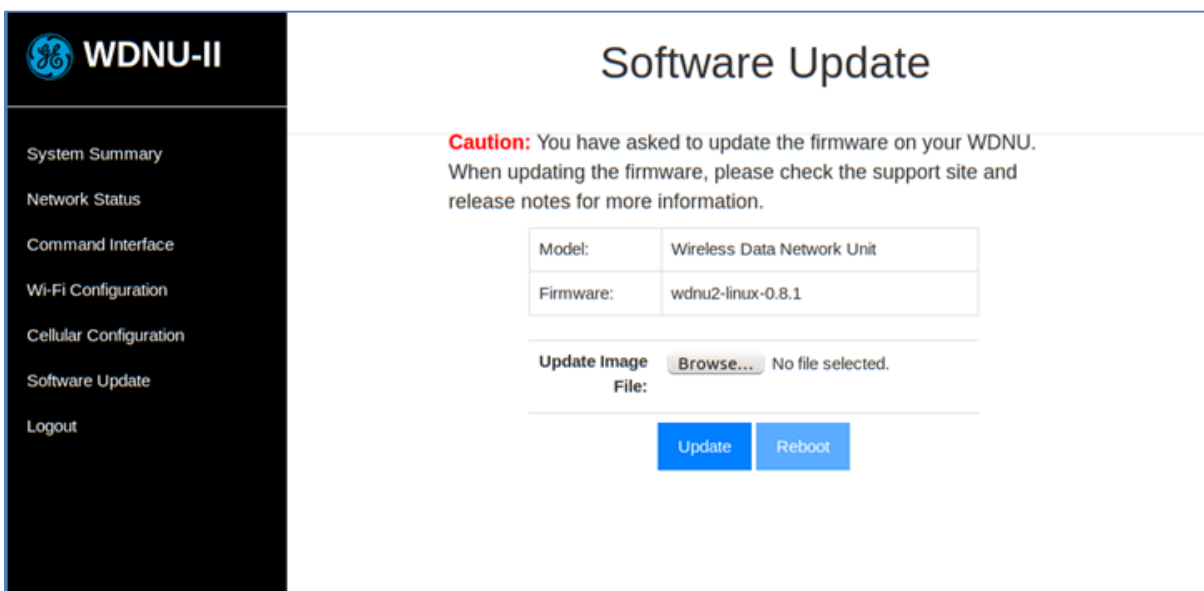 WDNU-II
System Summary
Network Status
Command Interface
Wi-Fi Configuration
Cellular Configuration
Software Update
Logout
Software Update
Caution: You have asked to update the firmware on your WDNU.
When updating the firmware, please check the support site and
release notes for more information.
Model: Wireless Data Network Unit
Firmware: wdnu2-linux-0.8.1
Update Image Browse... No file selected.
File:
Update Reboot